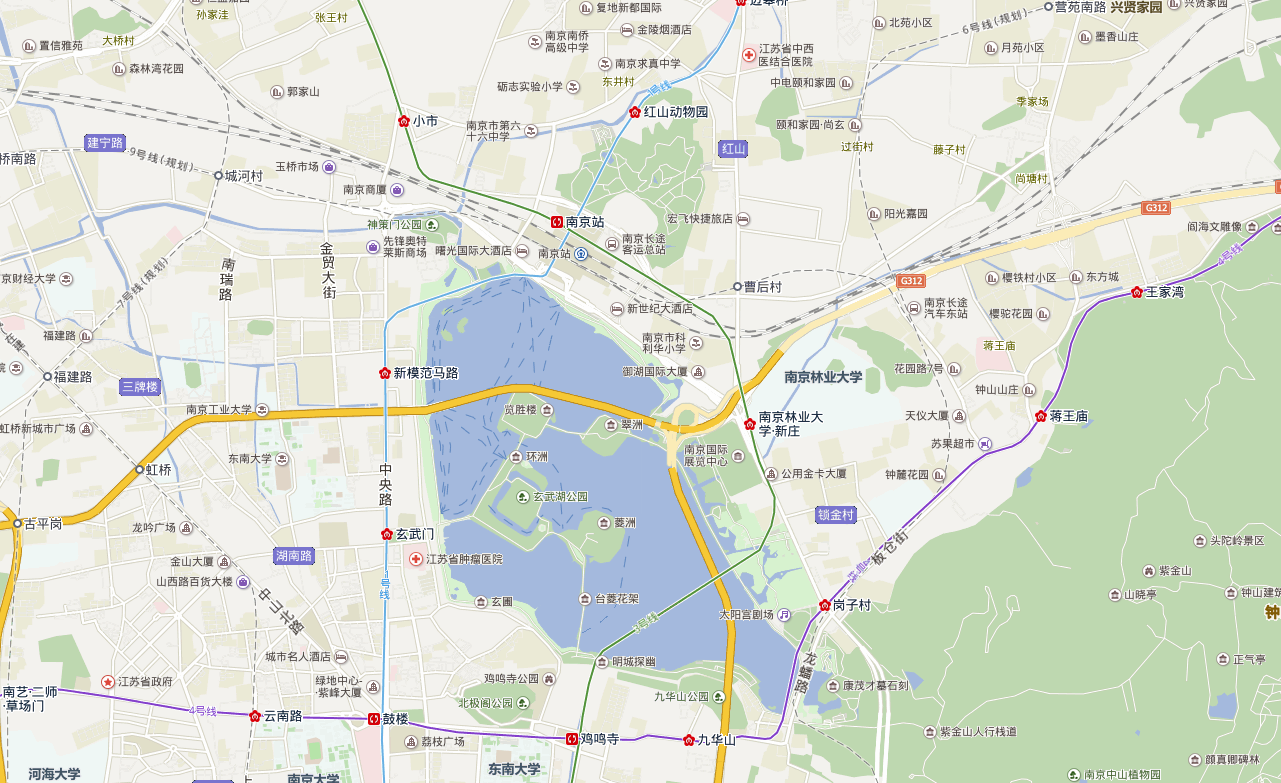 孙家洼
张王村
复地新都国际
迈皋桥
北苑小区
6号线(规划)
营苑南路
兴贤家园
兴贤家园
置信雅苑
大桥村
南京南侨
高级中学
金陵烟酒店
江苏省中西
医结合医院
月苑小区
墨香山庄
森林湾花园
南京求真中学
东井村
砺志实验小学
中电颐和家园
郭家山
号线
红山动物园
季家场
小市
南京市第六
十六中学
颐和家园·尚玄
建宁路
红山
过街村
藤子村
桥南路
9号线(规划)
玉桥市场
城河村
南京商厦
尚塘村
G312
神策门公园
南京站
宏飞快捷旅店
阳光嘉园
阎海文雕像
先锋奥特
莱斯商场
曙光国际大酒店
南京站
南京长途
客运总站
金贸大街
南瑞路
4号线
京财经大学
7号线(规划)
曹后村
G312
樱铁村小区
东方城
王家湾
新世纪大酒店
南京长途
汽车东站
樱驼花园
福建路
南京市科
利华小学
蒋王庙
福建路
三牌楼
新模范马路
御湖国际大厦
南京林业大学
花园路7号
钟山山庄
南京工业大学
览胜楼
翠洲
南京林业大
学·新庄
天仪大厦
蒋王庙
虹桥新城市广场
苏果超市
东南大学
环洲
南京国际
展览中心
虹桥
中央路
公用金卡大厦
钟麓花园
玄武湖公园
古平岗
龙吟广场
菱洲
锁金村
玄武门
板仓街
头陀岭景区
湖南路
江苏省肿瘤医院
金山大厦
山西路百货大楼
1号线
紫金山
中山北路
玄圃
台菱花架
岗子村
山晓亭
钟山建筑
钟
太阳宫剧场
3号线
城市名人酒店
明城探幽
龙蟠路
正气亭
江苏省政府
绿地中心-
紫峰大厦
鸡鸣寺公园
康茂才墓石刻
南艺·二师
·草场门
4号线
云南路
鼓楼
北极阁公园
九华山公园
荔枝广场
鸡鸣寺
九华山
紫金山人行栈道
颜真卿碑林
河海大学
南京大学
东南大学
南京中山植物园